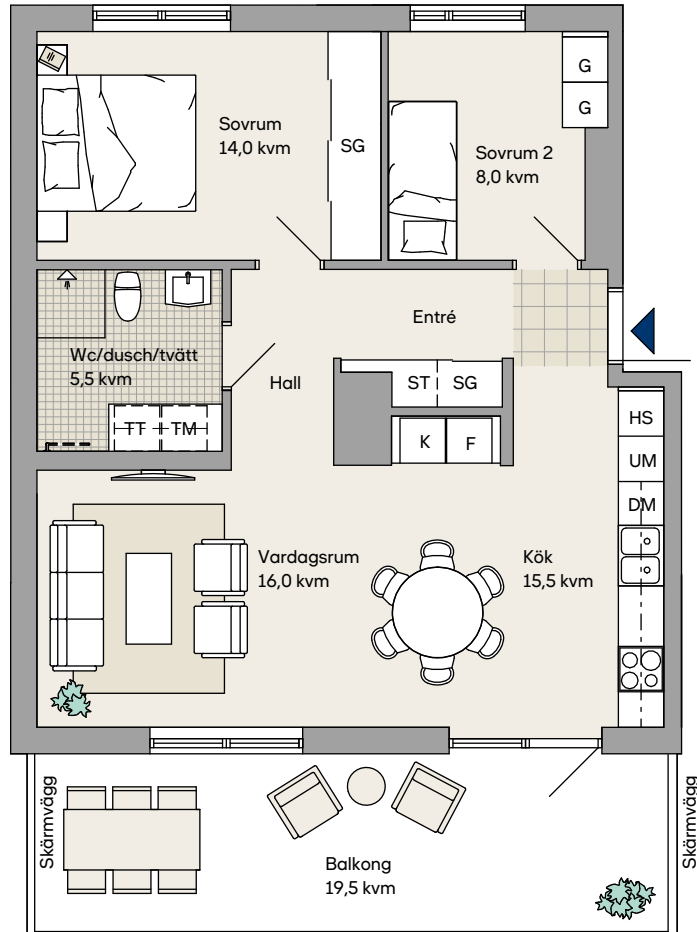 G
G
Sovrum
14,0 kvm
SG
Sovrum 2
8,0 kvm
Entré
Wc/dusch/tvätt
5,5 kvm
Hall
ST SG
TT TM
K F
HS
UM
DM
Vardagsrum
16,0 kvm
Kök
15,5 kvm
Skärmvägg
Skärmvägg
Balkong
19,5 kvm